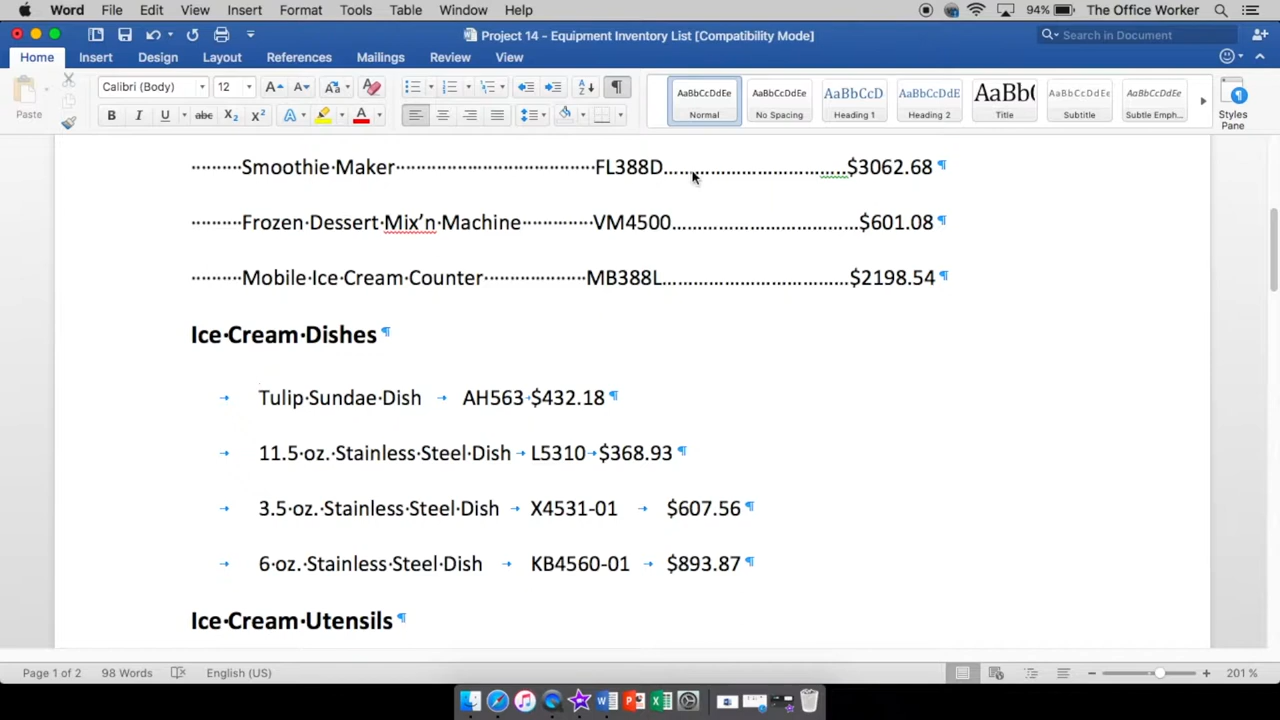 Word File Edit View Insert Format Tools Table Window Help 94% The Office Worker
Project 14 - Equipment Inventory List [Compatibility Mode] Search in Document
Home Insert Design Layout References Mailings Review View
Calibri (Body) 12
AaBbCcDdEe AaBbCcDdEe AaBbCcD AaBbCcDdE AaBb( AaBbCcDdEe AaBbCcDdEe
Paste B I U abc X₂ X² A A Normal No Spacing Heading 1 Heading 2 Title Subtitle Subtle Emph... Styles Pane
·········Smoothie·Maker···································FL388D……………………………..$3062.68 ¶
·········Frozen·Dessert·Mix’n·Machine············VM4500………………………………$601.08 ¶
·········Mobile·Ice·Cream·Counter··················MB388L………………………………$2198.54 ¶
Ice·Cream·Dishes ¶
→ Tulip·Sundae·Dish → AH563→$432.18 ¶
→ 11.5·oz.·Stainless·Steel·Dish → L5310 → $368.93 ¶
→ 3.5·oz.·Stainless·Steel·Dish → X4531-01 → $607.56 ¶
→ 6·oz.·Stainless·Steel·Dish → KB4560-01 → $893.87 ¶
Ice·Cream·Utensils ¶
Page 1 of 2 98 Words English (US) 201%